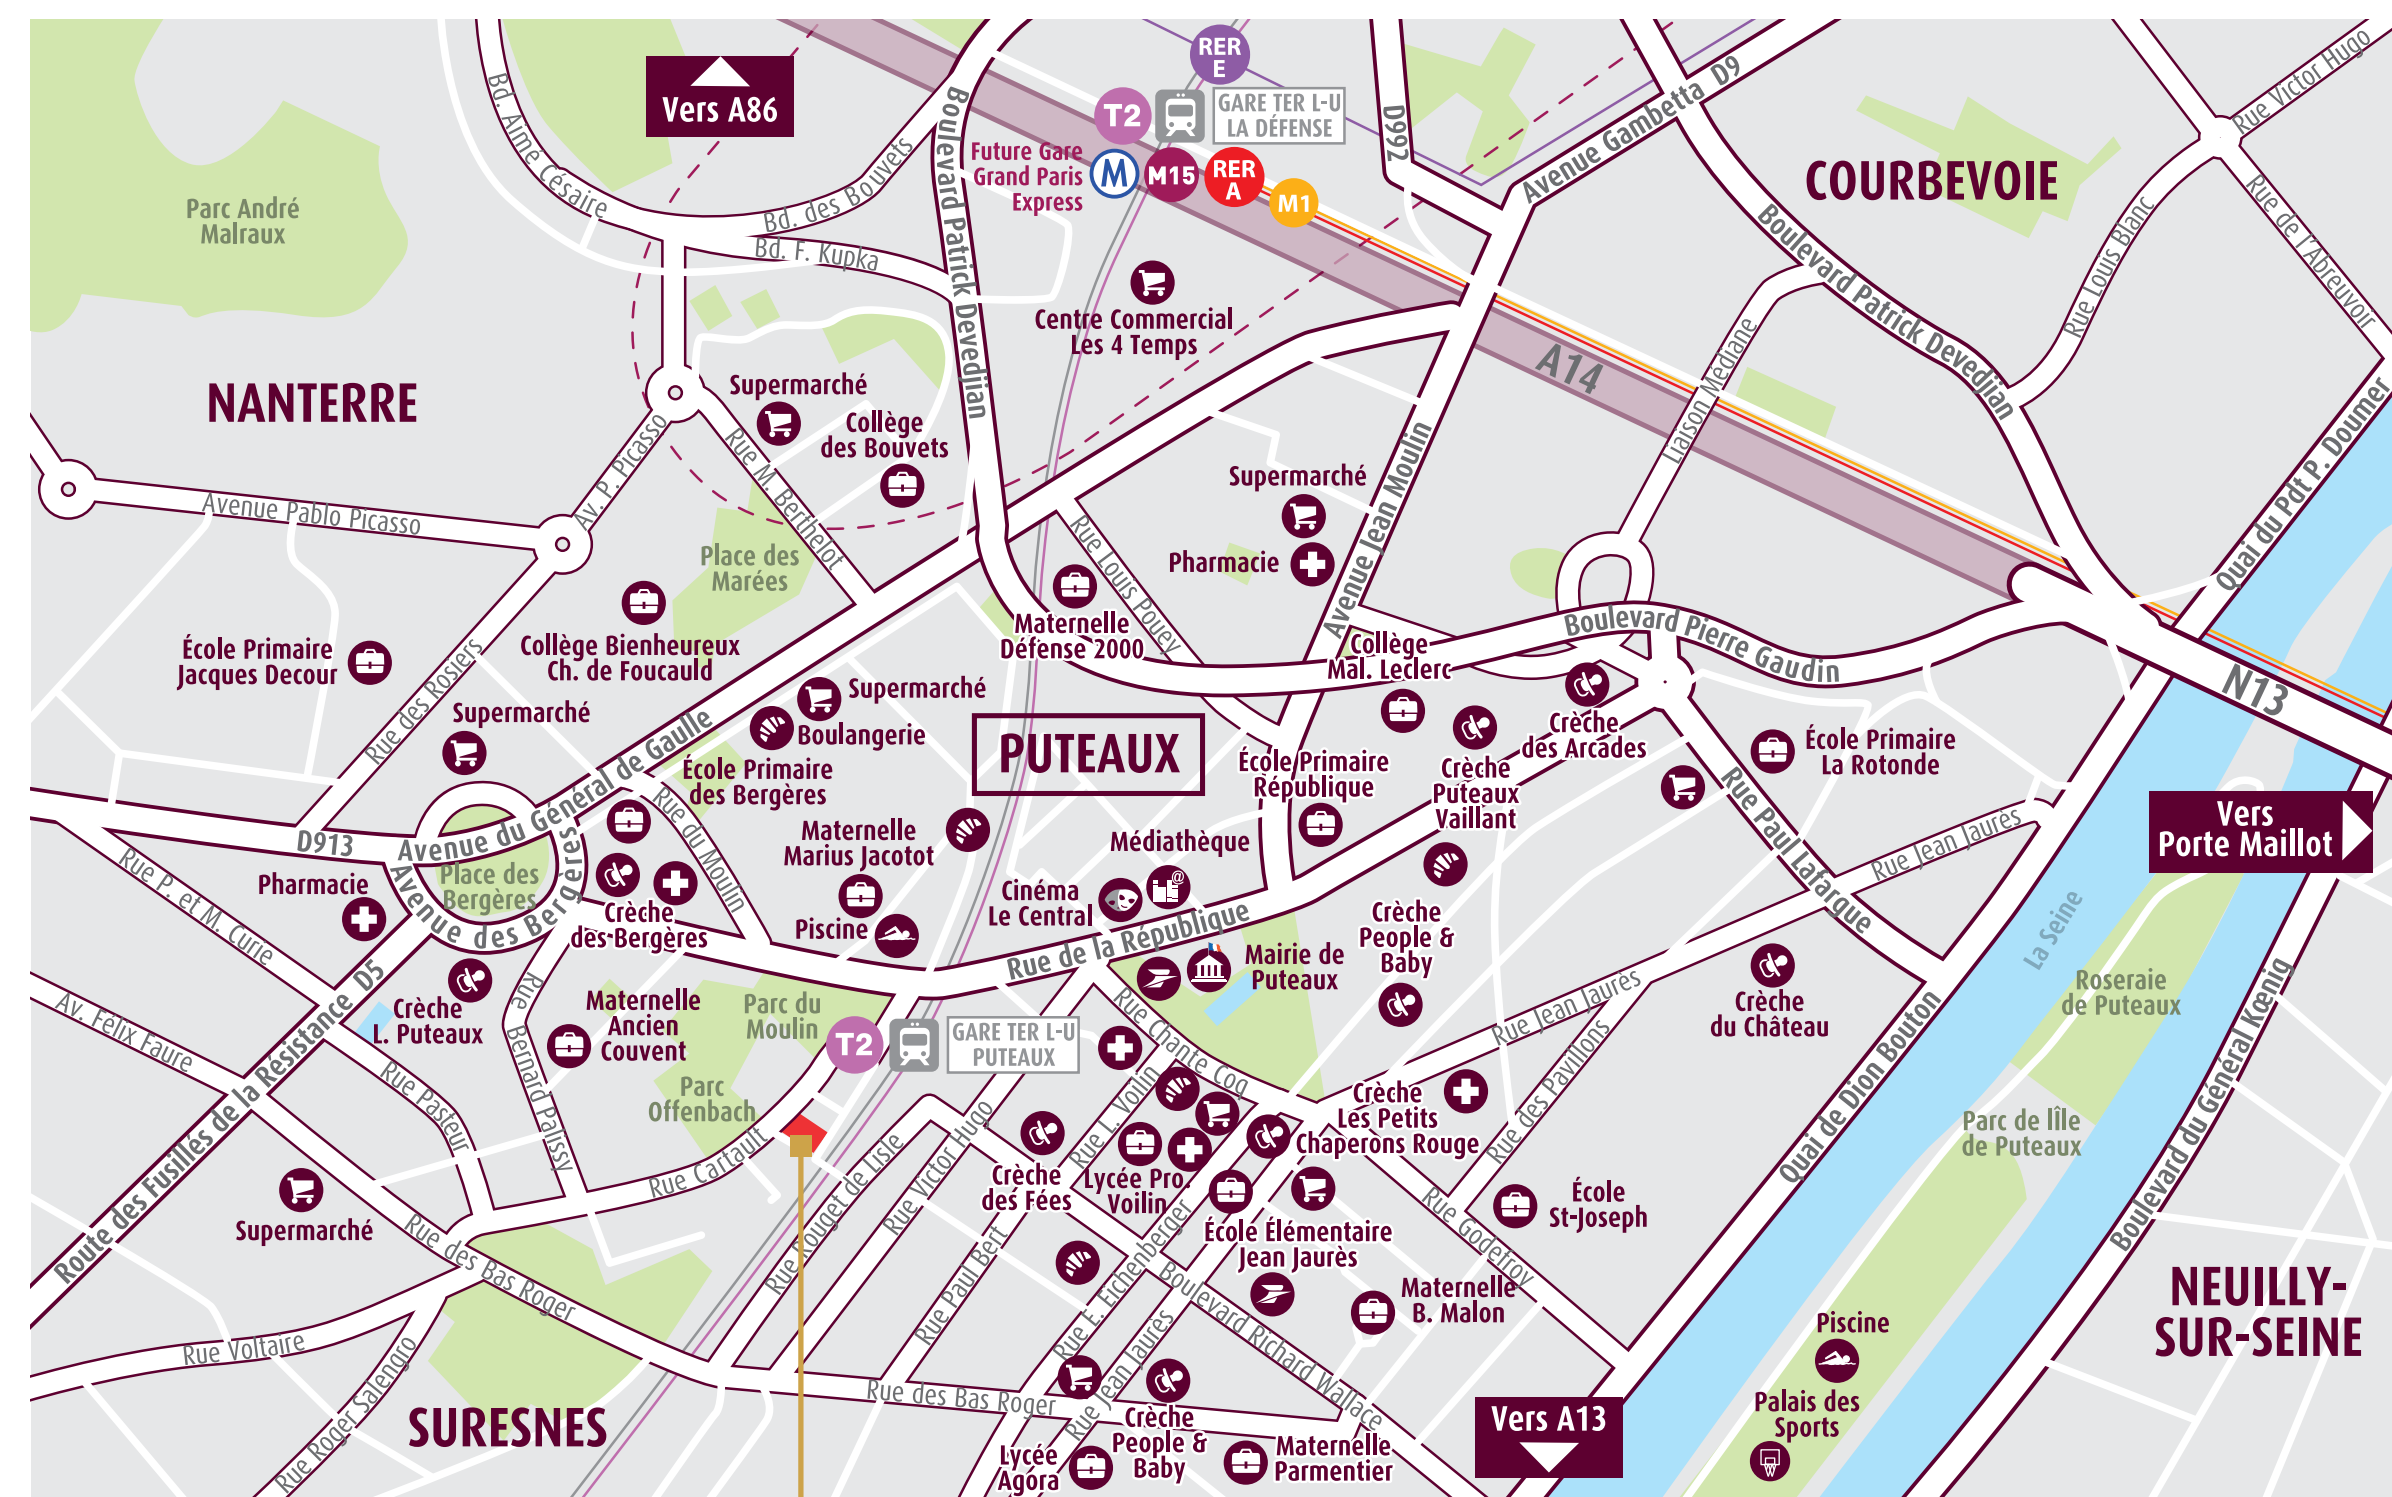 RER
E
T2
GARE TER L-U
LA DÉFENSE
Future Gare
Grand Paris
Express
M
M15
RER
A
M1
Vers A86
Bd. Aimé Césaire
Bd. des Bouvets
Bd. F. Kupka
Boulevard Patrick Devedjian
D992
Avenue Gambetta D9
COURBEVOIE
Rue Victor Hugo
Rue de l'Abreuvoir
Rue Louis Blanc
Boulevard Patrick Devedjian
Parc André
Malraux
NANTERRE
Centre Commercial
Les 4 Temps
A14
Liaison Médiane
Quai du Pdt P. Doumer
Supermarché
Collège
des Bouvets
Av. P. Picasso
Rue M. Berthelot
Avenue Pablo Picasso
Place des
Marées
Supermarché
Pharmacie
Avenue Jean Moulin
Rue Louis Pouey
Maternelle
Défense 2000
École Primaire
Jacques Decour
Collège Bienheureux
Ch. de Foucauld
Rue des Rosiers
Collège
Mal. Leclerc
Boulevard Pierre Gaudin
N13
Supermarché
Supermarché
Boulangerie
PUTEAUX
École Primaire
des Bergères
École Primaire
République
Crèche
Puteaux
Vaillant
Crèche
des Arcades
École Primaire
La Rotonde
Vers
Porte Maillot
D913
Avenue du Général de Gaulle
Rue du Moulin
Maternelle
Marius Jacotot
Médiathèque
Rue Paul Lafargue
Rue Jean Jaurès
Rue P. et M. Curie
Pharmacie
Place des
Bergères
Avenue des Bergères
Crèche
des Bergères
Piscine
Cinéma
Le Central
@
Rue de la République
Mairie de
Puteaux
Crèche
People &
Baby
La Seine
Roseraie
de Puteaux
Crèche
du Château
Av. Félix Faure
Crèche
L. Puteaux
Rue Bernard Palissy
Maternelle
Ancien
Couvent
Parc du
Moulin
T2
GARE TER L-U
PUTEAUX
Rue Chante Coq
Rue Jean Jaurès
Rue des Pavillons
Quai de Dion Bouton
Boulevard du Général Kœnig
Route des Fusillés de la Résistance D5
Rue Pasteur
Parc
Offenbach
Rue Cartault
Rue Rouget de Lisle
Rue Victor Hugo
Crèche
des Fées
Rue L. Voilin
Lycée Pro.
Voilin
Crèche
Les Petits
Chaperons Rouge
Parc de lÎle
de Puteaux
Supermarché
Rue des Bas Roger
Rue Paul Bert
Rue E. Eichenberger
École Élémentaire
Jean Jaurès
Rue Godefroy
École
St-Joseph
Maternelle
B. Malon
Boulevard Richard Wallace
Rue Voltaire
Rue Roger Salengro
SURESNES
Rue des Bas Roger
Rue Jean Jaurès
Lycée
Agora
Crèche
People &
Baby
Maternelle
Parmentier
Vers A13
Piscine
Palais des
Sports
NEUILLY-
SUR-SEINE